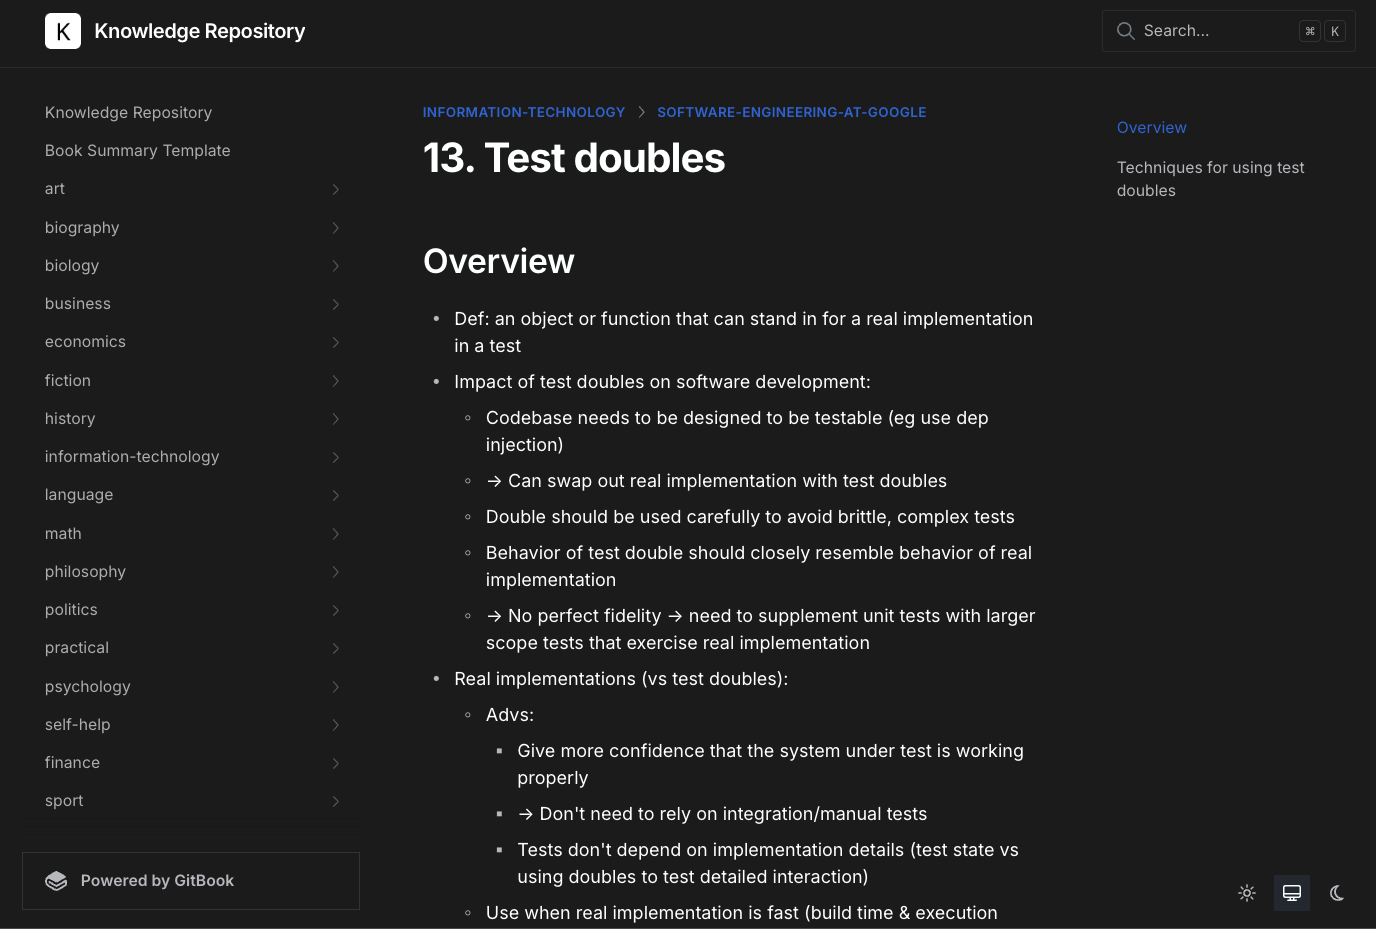 K Knowledge Repository
Search...
⌘ K
Knowledge Repository
Book Summary Template
art
biography
biology
business
economics
fiction
history
information-technology
language
math
philosophy
politics
practical
psychology
self-help
finance
sport
Powered by GitBook
INFORMATION-TECHNOLOGY > SOFTWARE-ENGINEERING-AT-GOOGLE
13. Test doubles
Overview
• Def: an object or function that can stand in for a real implementation
in a test
• Impact of test doubles on software development:
◦ Codebase needs to be designed to be testable (eg use dep
injection)
◦ → Can swap out real implementation with test doubles
◦ Double should be used carefully to avoid brittle, complex tests
◦ Behavior of test double should closely resemble behavior of real
implementation
◦ → No perfect fidelity → need to supplement unit tests with larger
scope tests that exercise real implementation
• Real implementations (vs test doubles):
◦ Advs:
▪ Give more confidence that the system under test is working
properly
▪ → Don't need to rely on integration/manual tests
▪ Tests don't depend on implementation details (test state vs
using doubles to test detailed interaction)
◦ Use when real implementation is fast (build time & execution
Overview
Techniques for using test
doubles